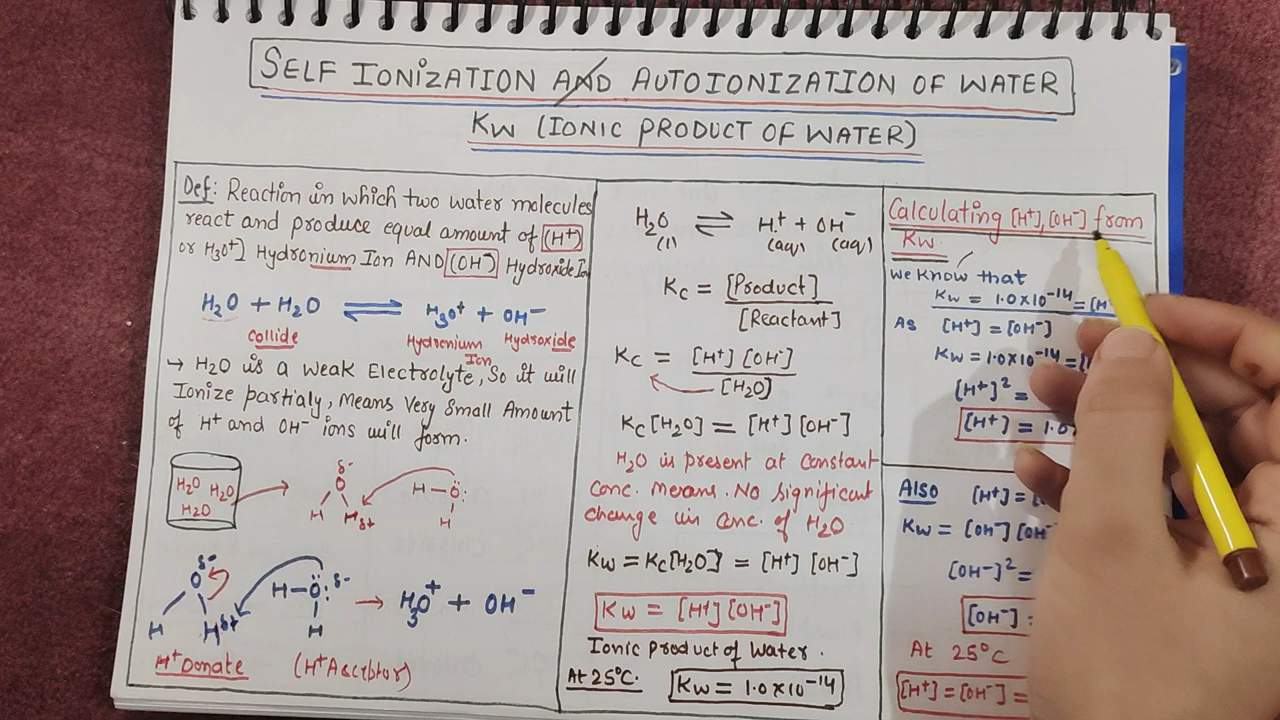 SELF IONIZATION AND AUTOIONIZATION OF WATER
KW (IONIC PRODUCT OF WATER)
Def: Reaction in which two water molecules
react and produce equal amount of (H⁺)
or H₃O⁺] Hydronium Ion AND (OH⁻) Hydroxide Ion
H₂O + H₂O ⇌ H₃O⁺ + OH⁻
Collide Hydronium Ion Hydroxide
→ H₂O is a weak Electrolyte, So it will
Ionize partialy, means Very Small Amount
of H⁺ and OH⁻ ions will form.
H₂O H₂O
H₂O
δ⁻
O
H Hδ⁺
H—O:
H
δ⁻
O
H Hδ⁺
H—O: δ⁻
H
→ H₃O⁺ + OH⁻
H⁺Donate (H⁺Acceptor)
H₂O(l) ⇌ H⁺(aq) + OH⁻(aq)
Kc = [Product]
[Reactant]
Kc = [H⁺] [OH⁻]
[H₂O]
Kc[H₂O] = [H⁺] [OH⁻]
H₂O is present at Constant
Conc. means. No significant
change in conc. of H₂O
KW = Kc[H₂O] = [H⁺] [OH⁻]
KW = [H⁺] [OH⁻]
Ionic product of water.
At 25°C. KW = 1.0×10⁻¹⁴
Calculating [H⁺], [OH⁻] from
KW.
We know that
KW = 1.0×10⁻¹⁴ = [H
As [H⁺] = [OH⁻]
KW = 1.0×10⁻¹⁴ =
[H⁺]² =
[H⁺] = 1.0
Also [H⁺] =
KW = [OH⁻] [OH
[OH⁻]² =
[OH⁻] =
At 25°C
[H⁺] = [OH⁻] =